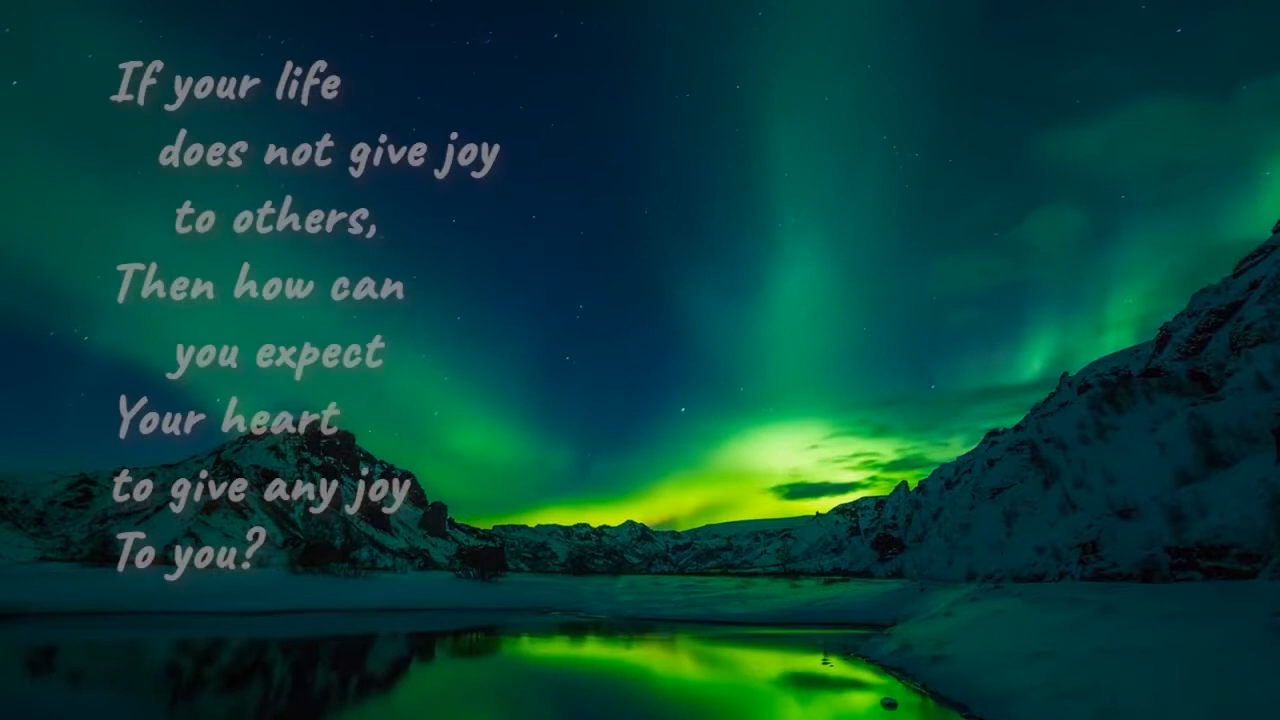 If your life
does not give joy
to others,
Then how can
you expect
Your heart
to give any joy
To you?